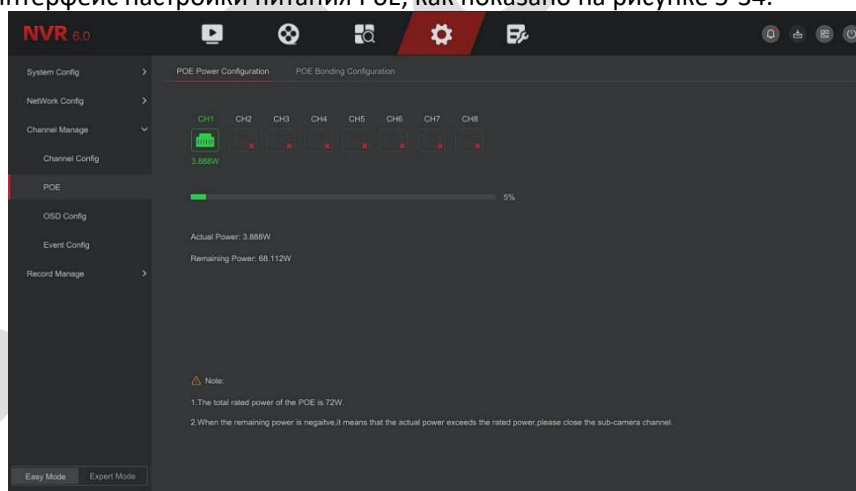 интерфейс настройки питания PoE, как показано на рисунке 5-34.
NVR 6.0
System Config
POE Power Configuration POE Bonding Configuration
NetWork Config
CH1 CH2 CH3 CH4 CH5 CH6 CH7 CH8
Channel Manage
Channel Config
3.888W
POE
5%
OSD Config
Actual Power: 3.888W
Event Config
Remaining Power: 68.112W
Record Manage
Note:
1.The total rated power of the POE is 72W.
2.When the remaining power is negaitve,it means that the actual power exceeds the rated power,please close the sub-camera channel.
Easy Mode Expert Mode